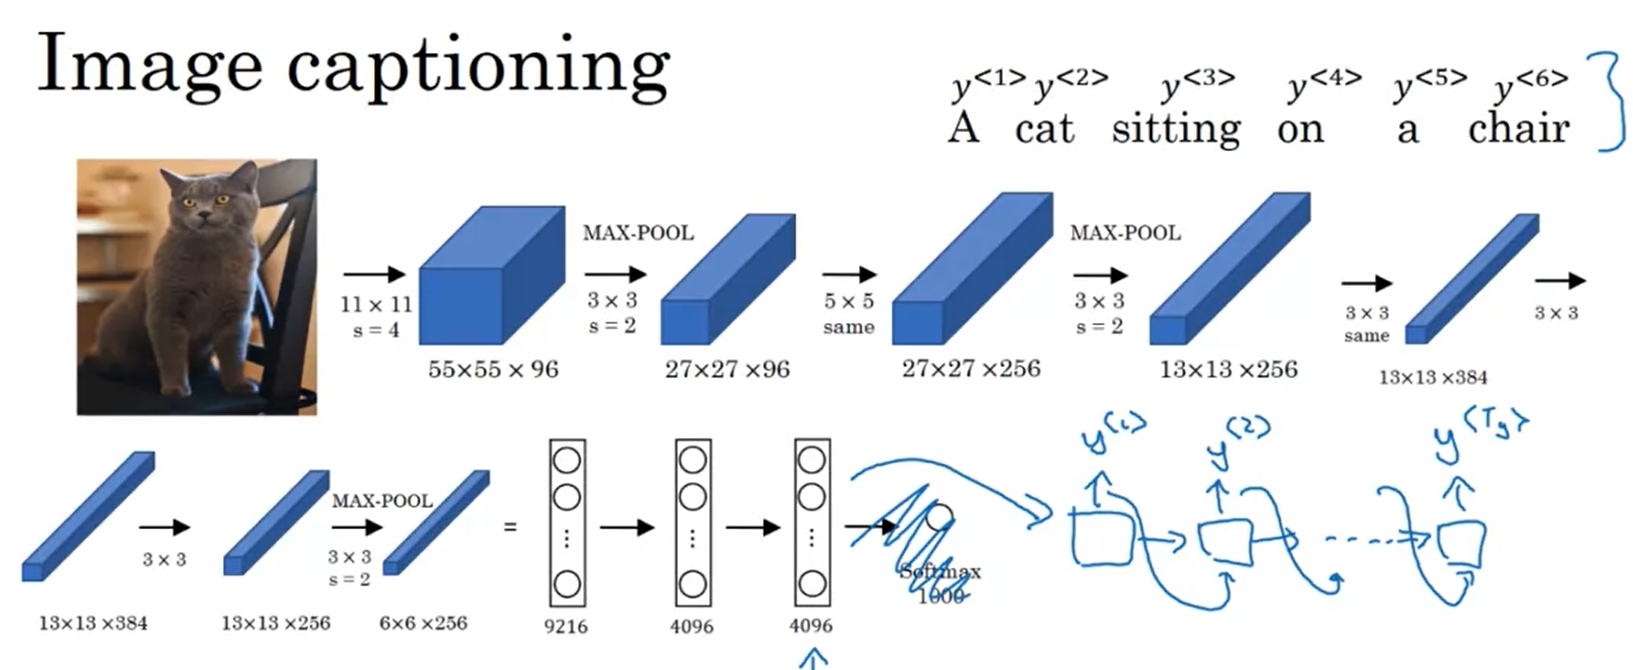 Image captioning
y<1> y<2> y<3> y<4> y<5> y<6>
A cat sitting on a chair
MAX-POOL MAX-POOL
11 × 11 3 × 3 5 × 5 3 × 3 3 × 3 3 × 3
s = 4 s = 2 same s = 2 same
55×55 × 96 27×27 ×96 27×27 ×256 13×13 ×256 13×13 ×384
y<1> y<2> y<Ty>
MAX-POOL
=
3 × 3 3 × 3
s = 2
Softmax
1000
13×13 ×384 13×13 ×256 6×6 ×256 9216 4096 4096